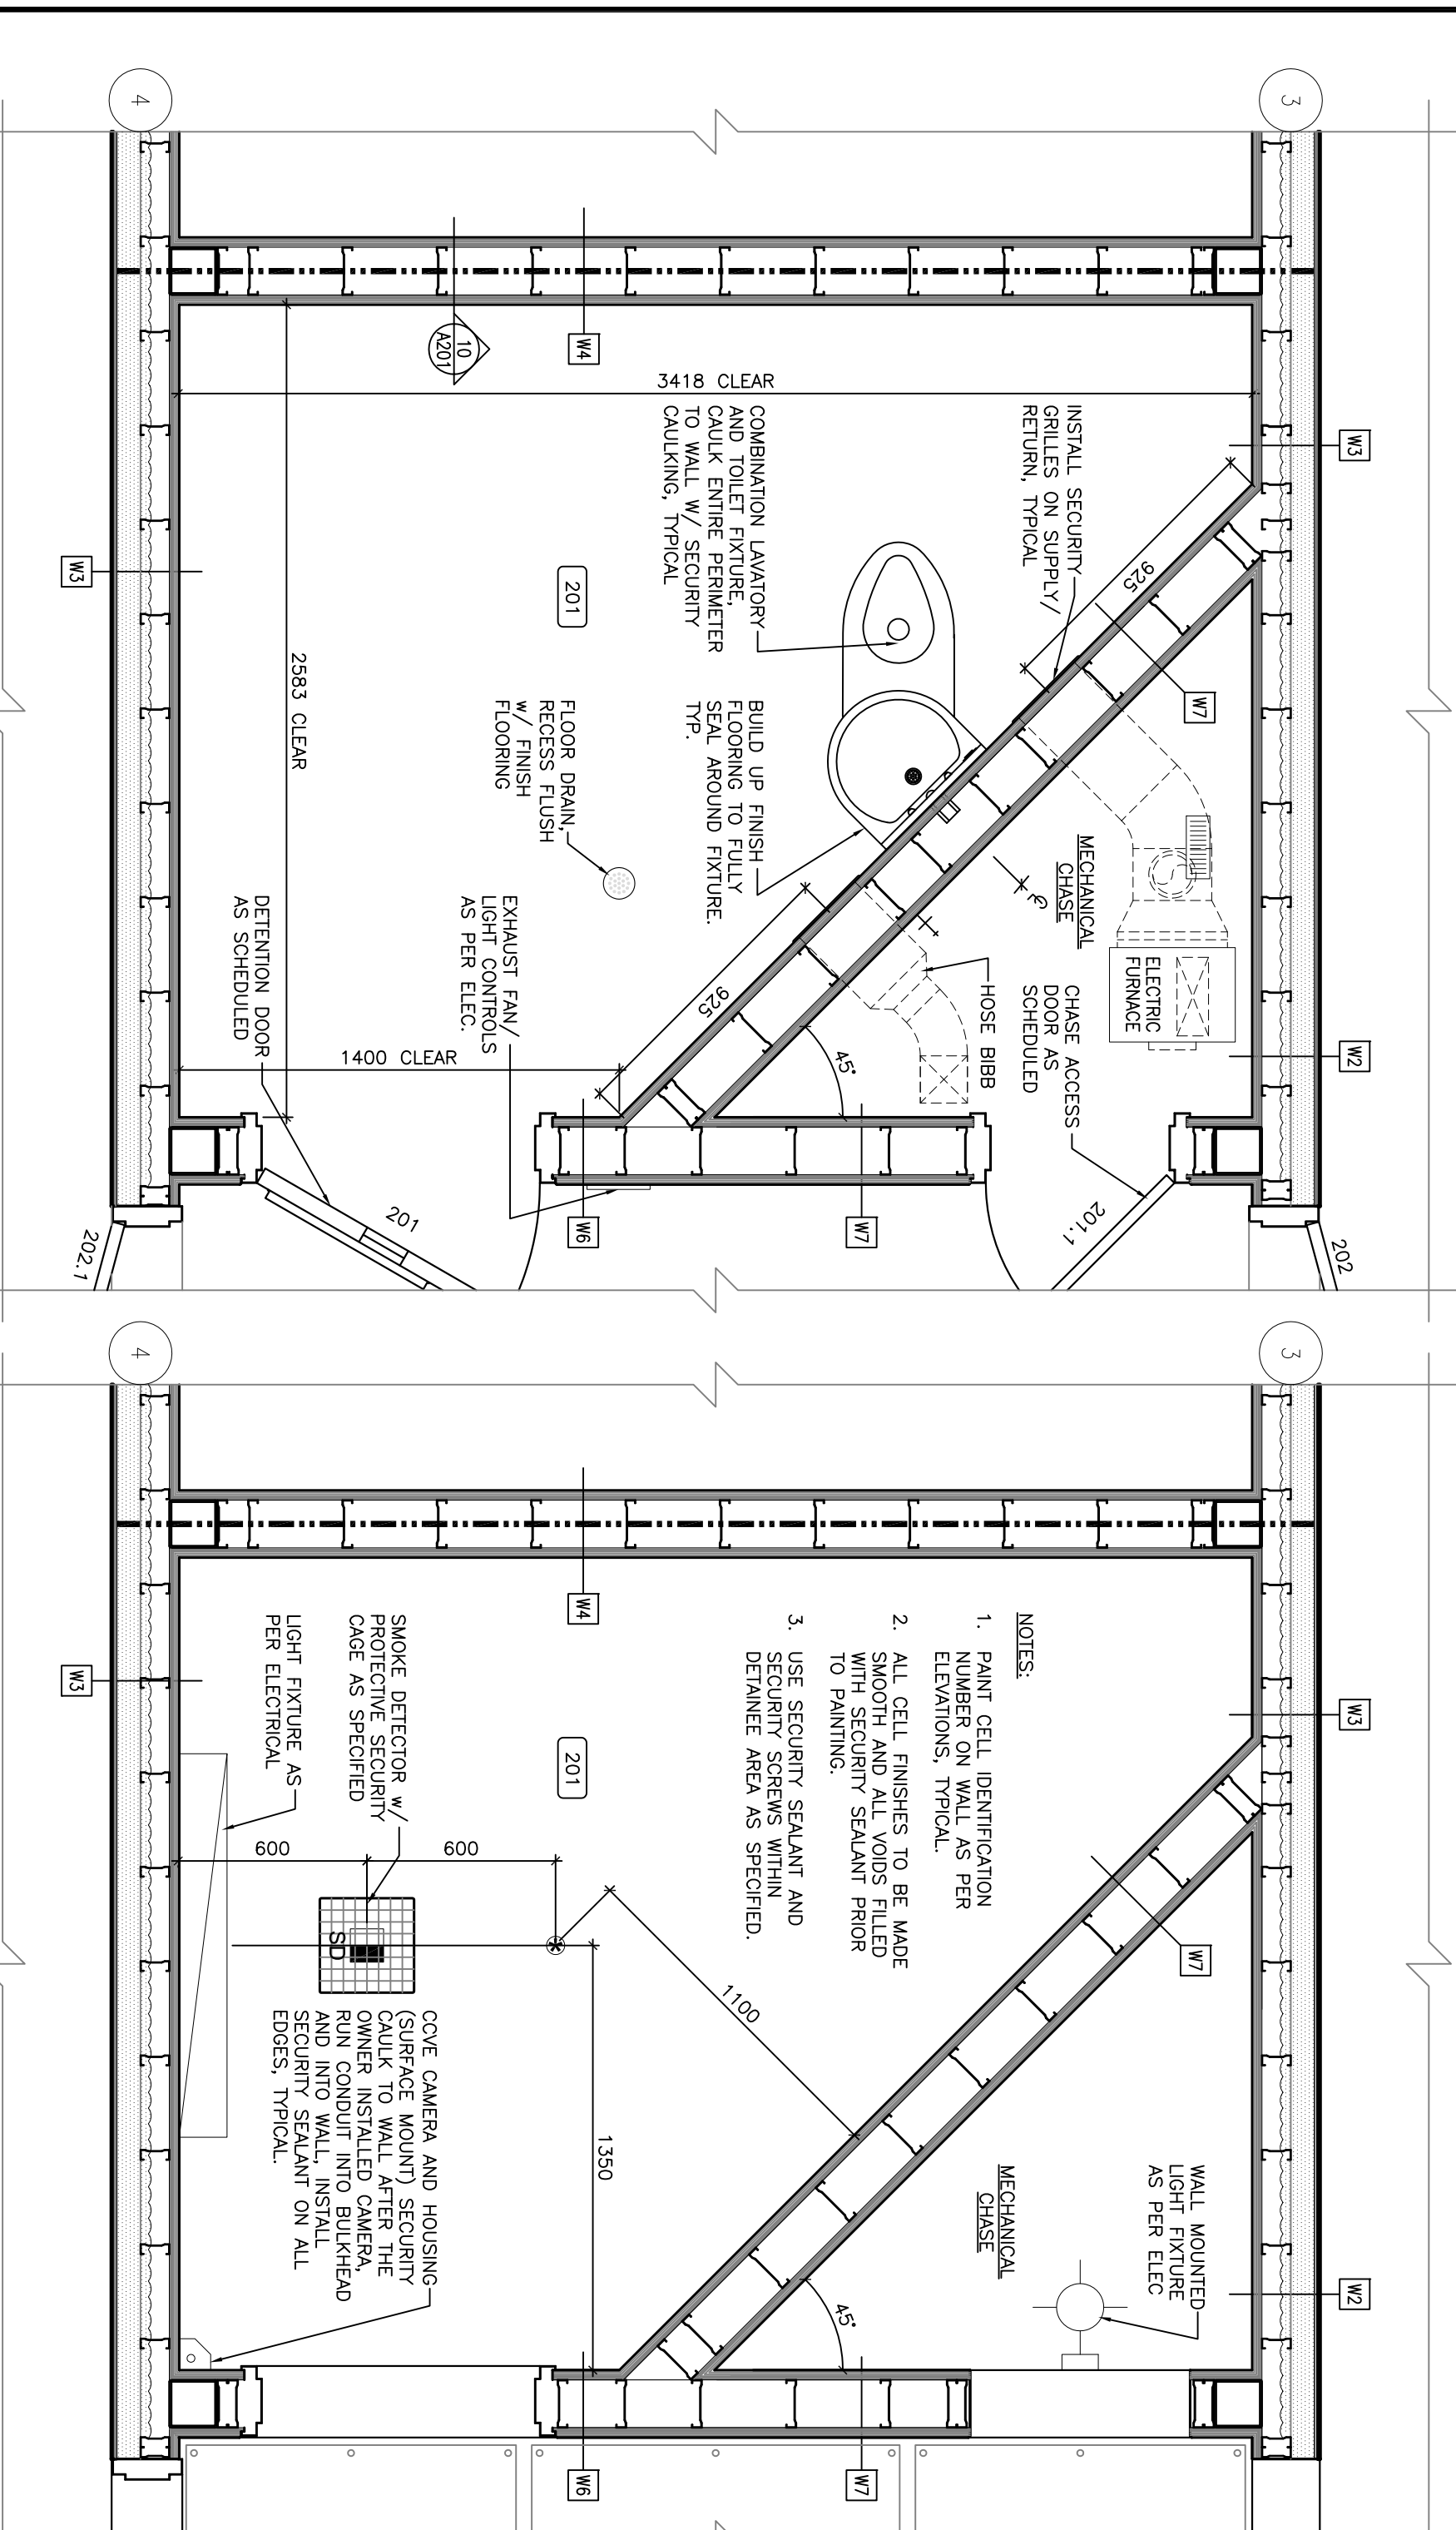 4
3
W4
10
A201
3418 CLEAR
W3
INSTALL SECURITY
GRILLES ON SUPPLY/
RETURN, TYPICAL
COMBINATION LAVATORY
AND TOILET FIXTURE,
CAULK ENTIRE PERIMETER
TO WALL W/ SECURITY
CAULKING, TYPICAL
925
W7
201
W3
2583 CLEAR
BUILD UP FINISH
FLOORING TO FULLY
SEAL AROUND FIXTURE.
TYP.
FLOOR DRAIN,
RECESS FLUSH
w/ FINISH
FLOORING
MECHANICAL
CHASE
ELECTRIC
FURNACE
CHASE ACCESS
DOOR AS
SCHEDULED
HOSE BIBB
W2
EXHAUST FAN/
LIGHT CONTROLS
AS PER ELEC.
DETENTION DOOR
AS SCHEDULED
925
45°
1400 CLEAR
W6
W7
201
201.1
202
202.1
4
3
W4
NOTES:
1. PAINT CELL IDENTIFICATION
NUMBER ON WALL AS PER
ELEVATIONS, TYPICAL.
2. ALL CELL FINISHES TO BE MADE
SMOOTH AND ALL VOIDS FILLED
WITH SECURITY SEALANT PRIOR
TO PAINTING.
3. USE SECURITY SEALANT AND
SECURITY SCREWS WITHIN
DETAINEE AREA AS SPECIFIED.
W3
W3
SMOKE DETECTOR w/
PROTECTIVE SECURITY
CAGE AS SPECIFIED
LIGHT FIXTURE AS
PER ELECTRICAL
201
W7
600
600
SD
1100
1350
CCVE CAMERA AND HOUSING
(SURFACE MOUNT) SECURITY
CAULK TO WALL AFTER THE
OWNER INSTALLED CAMERA,
RUN CONDUIT INTO BULKHEAD
AND INTO WALL, INSTALL
SECURITY SEALANT ON ALL
EDGES, TYPICAL.
MECHANICAL
CHASE
WALL MOUNTED
LIGHT FIXTURE
AS PER ELEC
W2
45°
W6
W7